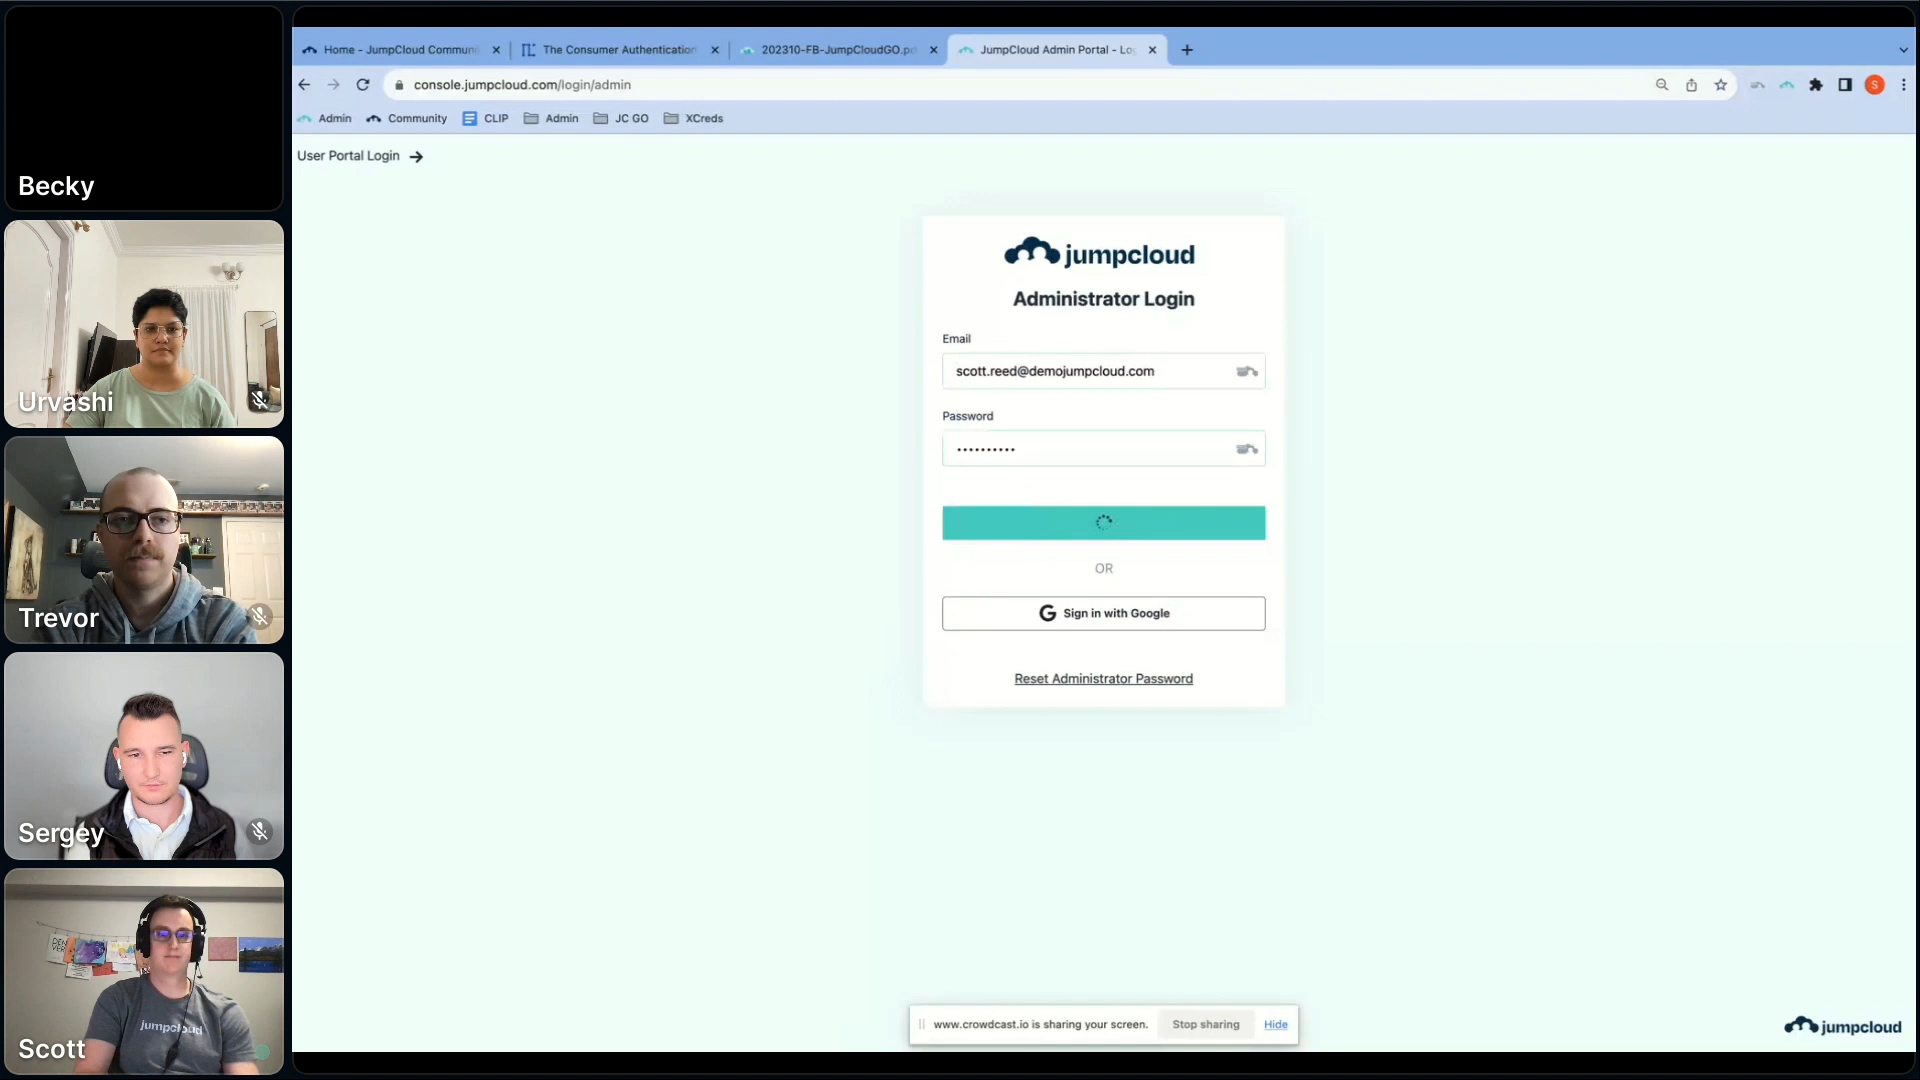 Becky
Urvashi
Trevor
Sergey
Scott
jumpcloud
Home - JumpCloud Commun
The Consumer Authentication
202310-FB-JumpCloudGO.p
JumpCloud Admin Portal - Lo
console.jumpcloud.com/login/admin
S
Admin
Community
CLIP
Admin
JC GO
XCreds
User Portal Login
jumpcloud
Administrator Login
Email
scott.reed@demojumpcloud.com
Password
••••••••••
OR
G Sign in with Google
Reset Administrator Password
www.crowdcast.io is sharing your screen.
Stop sharing
Hide
jumpcloud